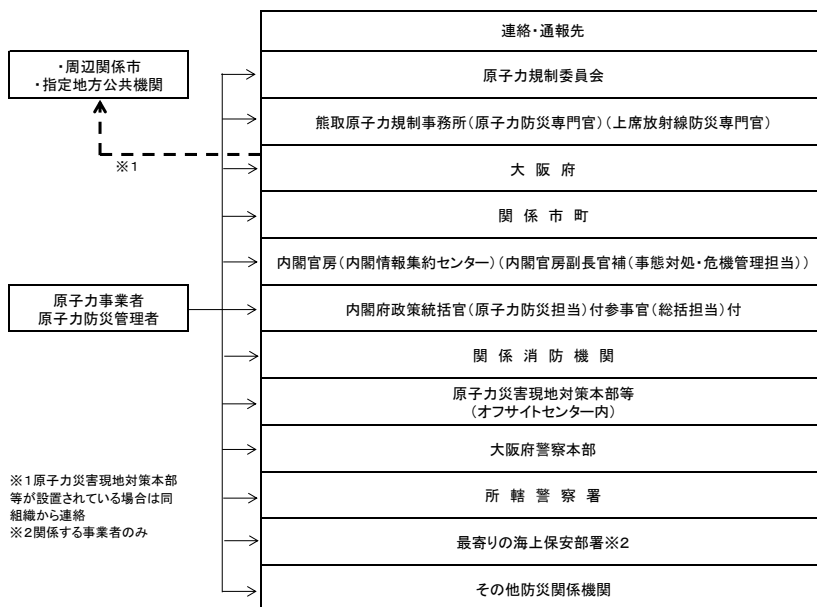 連絡・通報先
・周辺関係市
・指定地方公共機関
原子力規制委員会
熊取原子力規制事務所(原子力防災専門官)(上席放射線防災専門官)
※1
大 阪 府
関 係 市 町
内閣官房(内閣情報集約センター)(内閣官房副長官補(事態対処・危機管理担当))
原子力事業者
原子力防災管理者
内閣府政策統括官(原子力防災担当)付参事官(総括担当)付
関 係 消 防 機 関
原子力災害現地対策本部等
(オフサイトセンター内)
大阪府警察本部
※1原子力災害現地対策本部
等が設置されている場合は同
組織から連絡
※2関係する事業者のみ
所 轄 警 察 署
最寄りの海上保安部署※2
その他防災関係機関